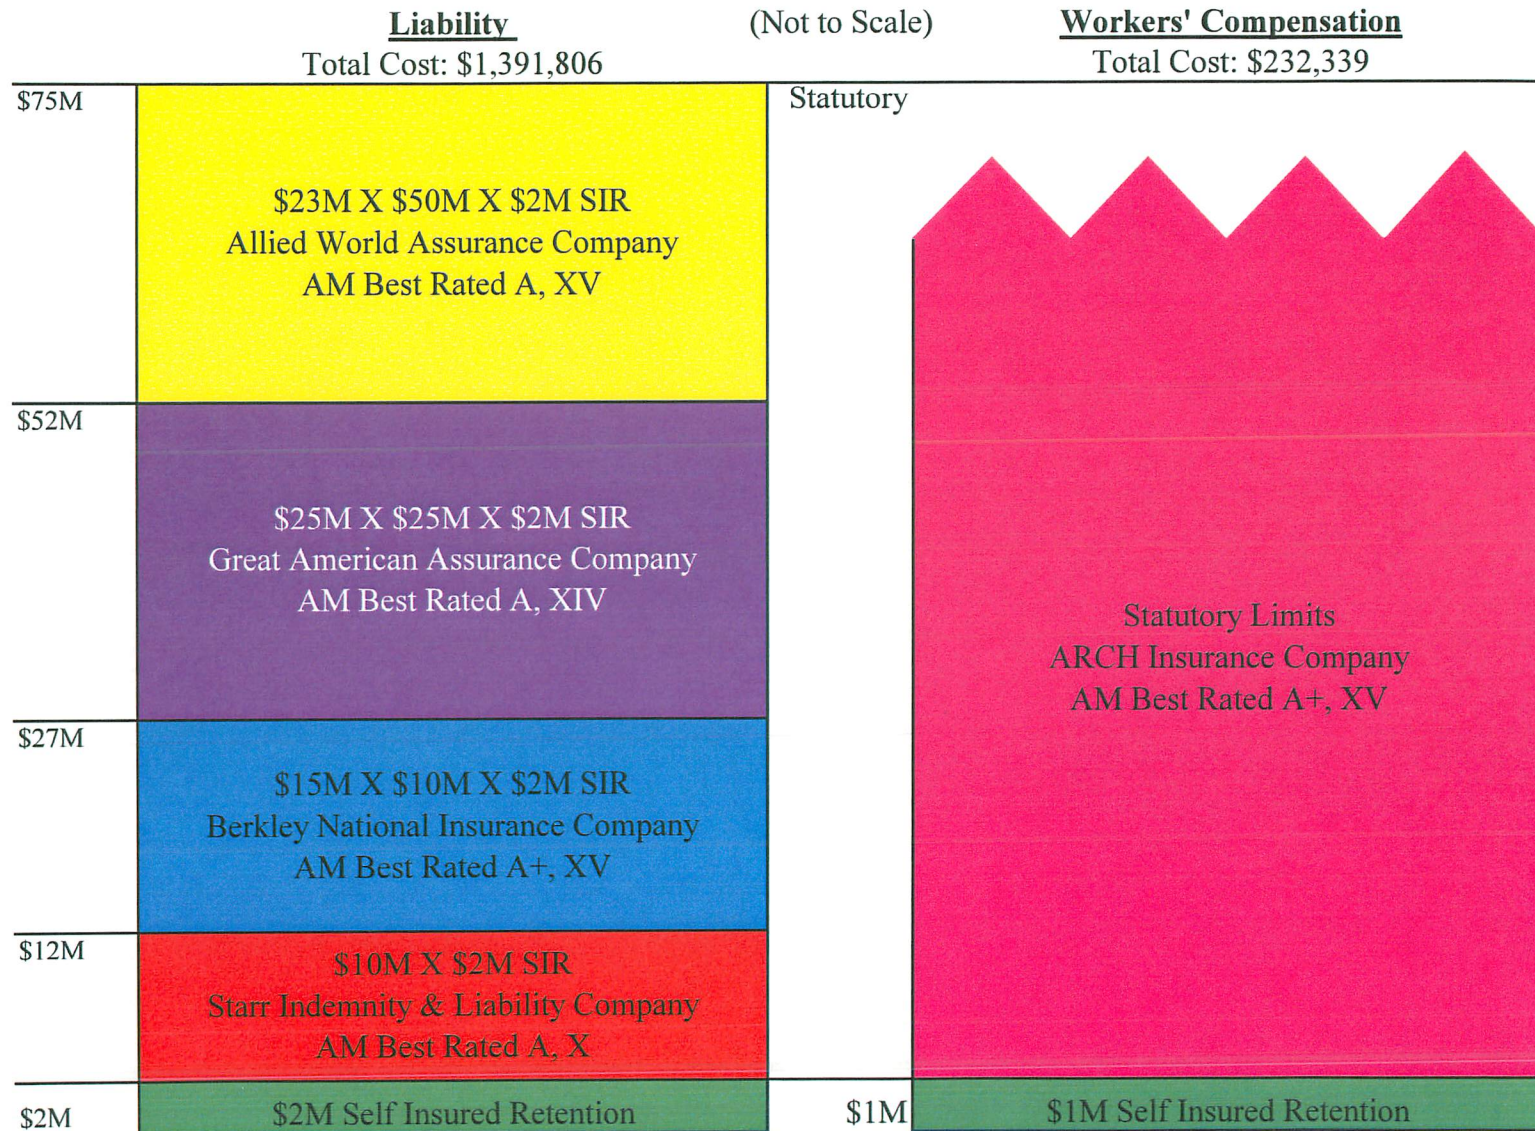 Liability
(Not to Scale)
Workers' Compensation
Total Cost: $1,391,806
Total Cost: $232,339
$75M
Statutory
$23M X $50M X $2M SIR
Allied World Assurance Company
AM Best Rated A, XV
$52M
$25M X $25M X $2M SIR
Great American Assurance Company
AM Best Rated A, XIV
Statutory Limits
ARCH Insurance Company
AM Best Rated A+, XV
$27M
$15M X $10M X $2M SIR
Berkley National Insurance Company
AM Best Rated A+, XV
$12M
$10M X $2M SIR
Starr Indemnity & Liability Company
AM Best Rated A, X
$2M
$2M Self Insured Retention
$1M
$1M Self Insured Retention